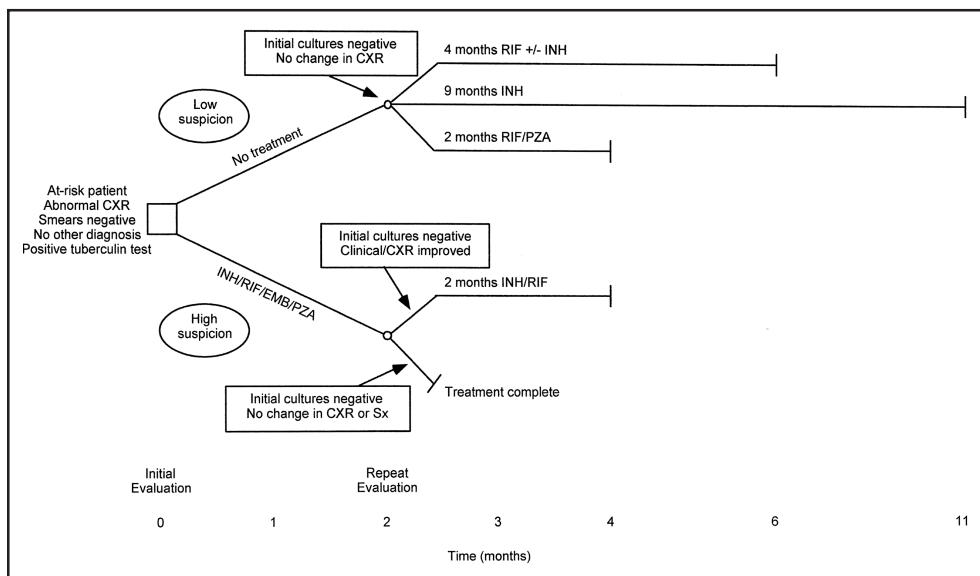 Initial cultures negative
No change in CXR
4 months RIF +/- INH
9 months INH
2 months RIF/PZA
Low
suspicion
No treatment
At-risk patient
Abnormal CXR
Smears negative
No other diagnosis
Positive tuberculin test
Initial cultures negative
Clinical/CXR improved
2 months INH/RIF
INH/RIF/EMB/PZA
High
suspicion
Initial cultures negative
No change in CXR or Sx
Treatment complete
Initial
Evaluation
Repeat
Evaluation
0 1 2 3 4 6 11
Time (months)